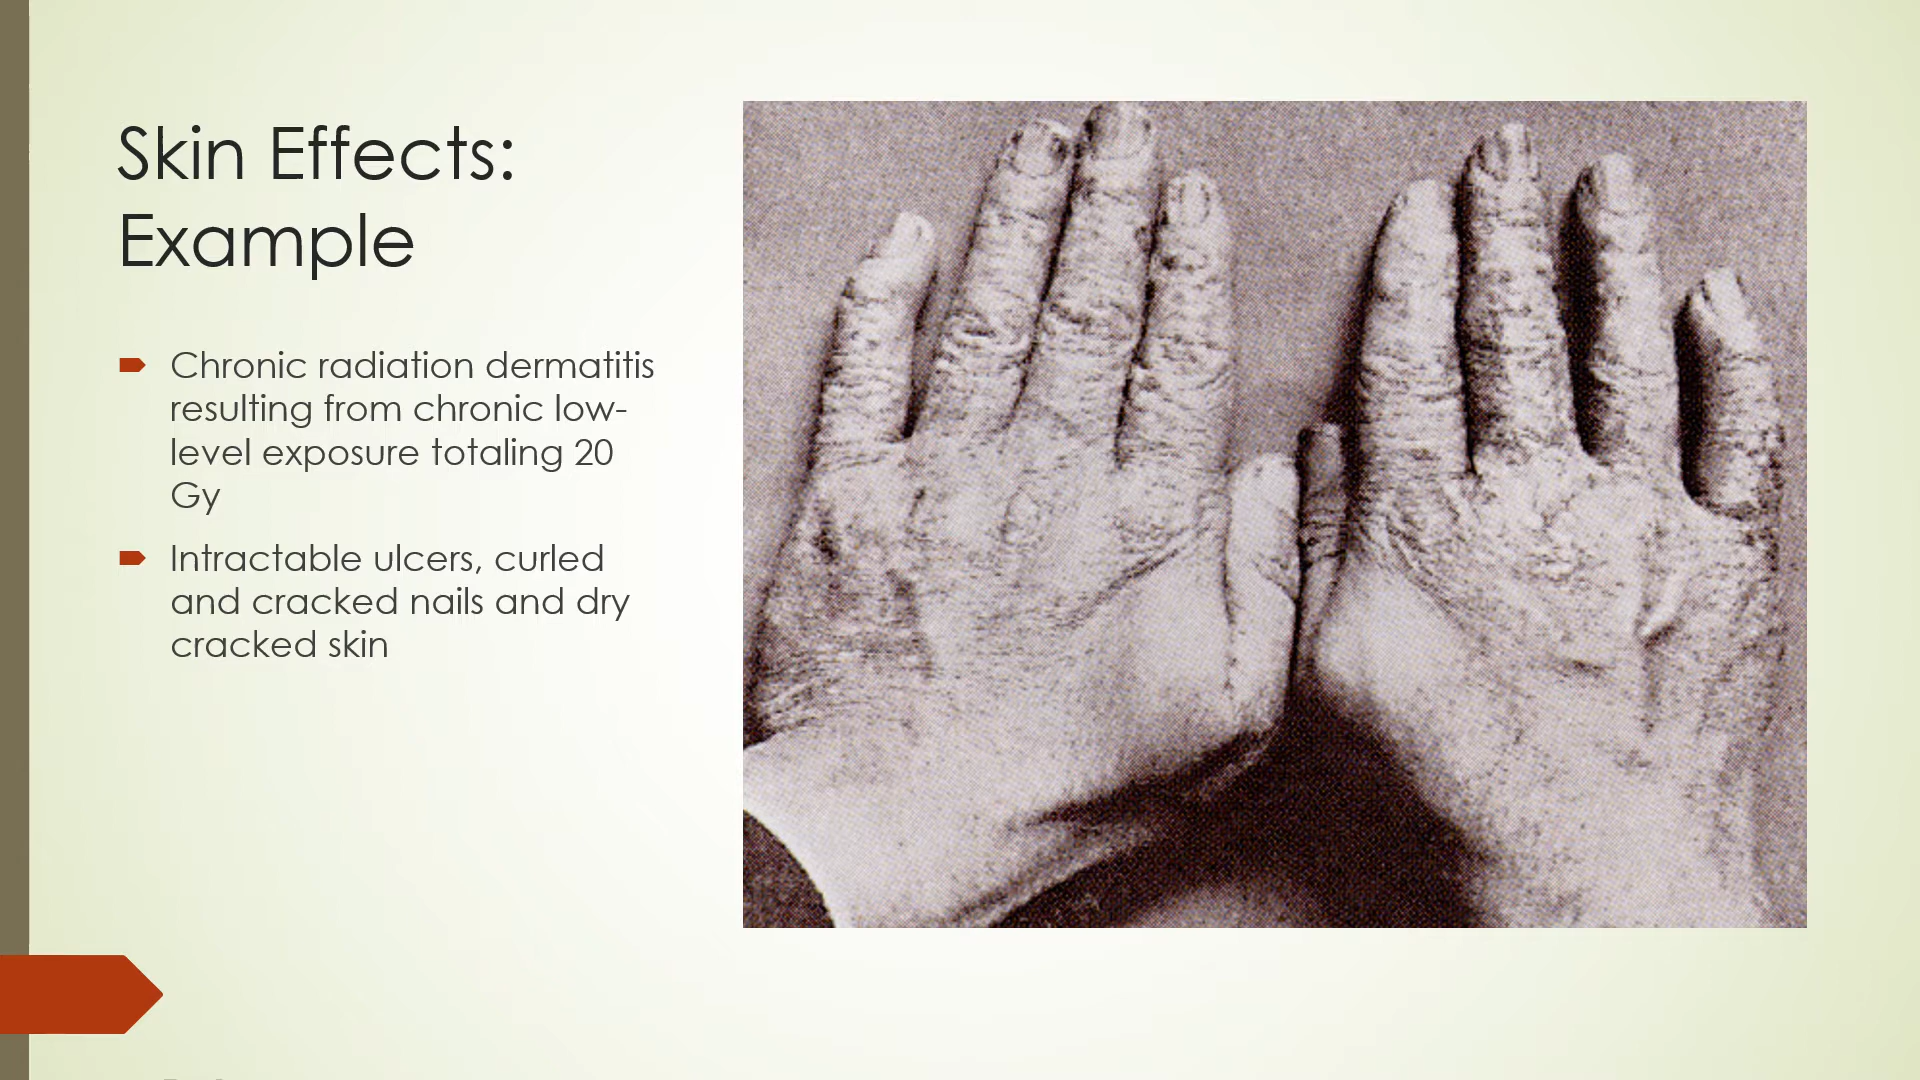 Skin Effects:
Example
Chronic radiation dermatitis
resulting from chronic low-
level exposure totaling 20
Gy
Intractable ulcers, curled
and cracked nails and dry
cracked skin